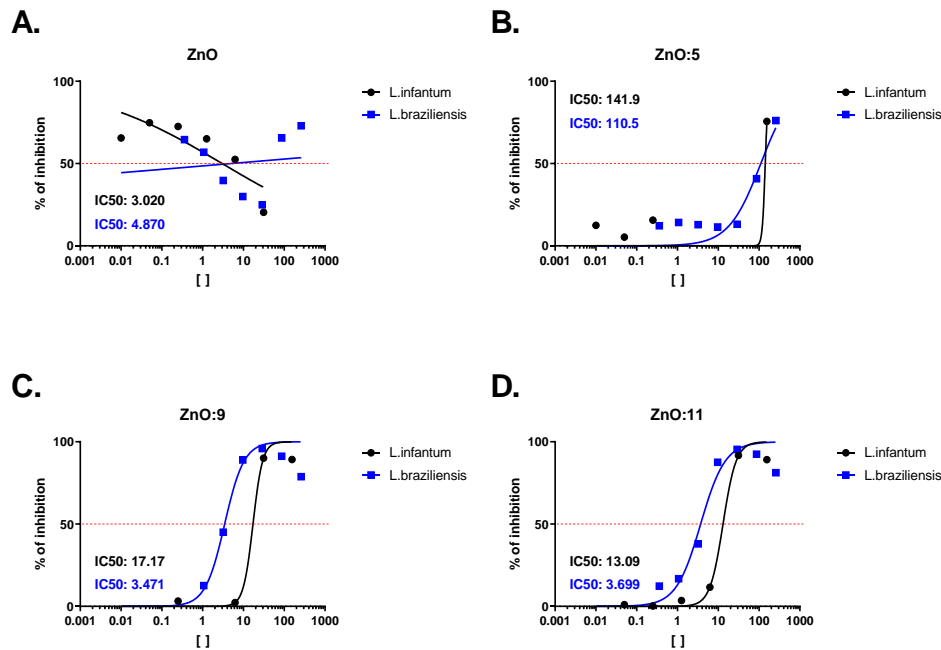 A.
ZnO
100
50
0
% of inhibition
L.infantum
L.braziliensis
IC50: 3.020
IC50: 4.870
0.001 0.01 0.1 1 10 100 1000
[ ]
B.
ZnO:5
100
50
0
% of inhibition
IC50: 141.9
IC50: 110.5
L.infantum
L.braziliensis
0.001 0.01 0.1 1 10 100 1000
[ ]
C.
ZnO:9
100
50
0
% of inhibition
L.infantum
L.braziliensis
IC50: 17.17
IC50: 3.471
0.001 0.01 0.1 1 10 100 1000
[ ]
D.
ZnO:11
100
50
0
% of inhibition
L.infantum
L.braziliensis
IC50: 13.09
IC50: 3.699
0.001 0.01 0.1 1 10 100 1000
[ ]